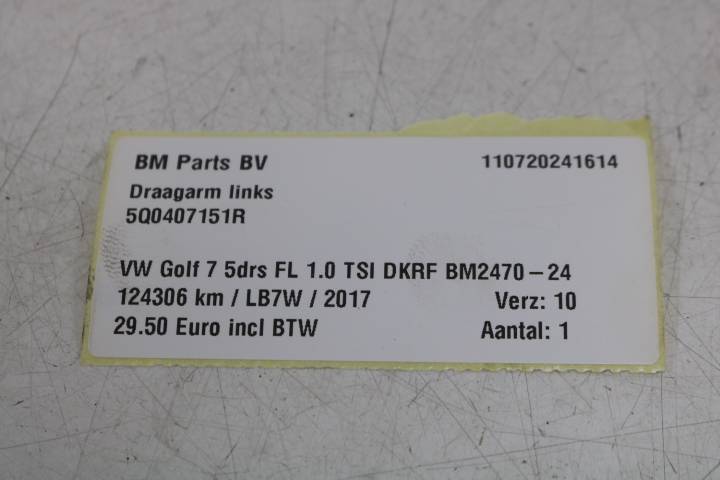 BM Parts BV 110720241614
Draagarm links
5Q0407151R
VW Golf 7 5drs FL 1.0 TSI DKRF BM2470-24
124306 km / LB7W / 2017 Verz: 10
29.50 Euro incl BTW Aantal: 1